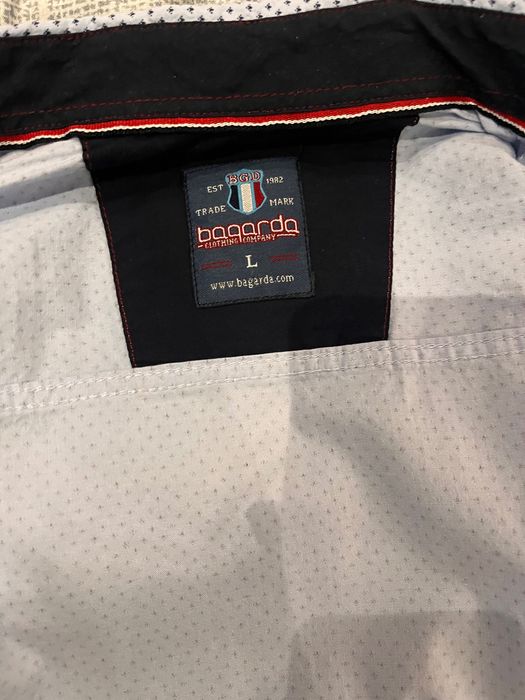 BGD
EST 1982
TRADE MARK
bagarda
CLOTHING COMPANY
L
www.bagarda.com